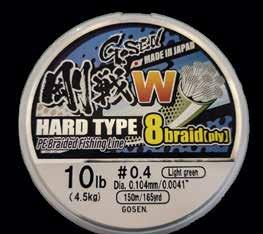 GOSEN
MADE IN JAPAN
剛戦W
HARD TYPE 8braid(ply)
PE Braided Fishing Line
10lb
(4.5kg)
#0.4
Light green
Dia. 0.104mm/0.0041"
150m/165yrd
GOSEN.